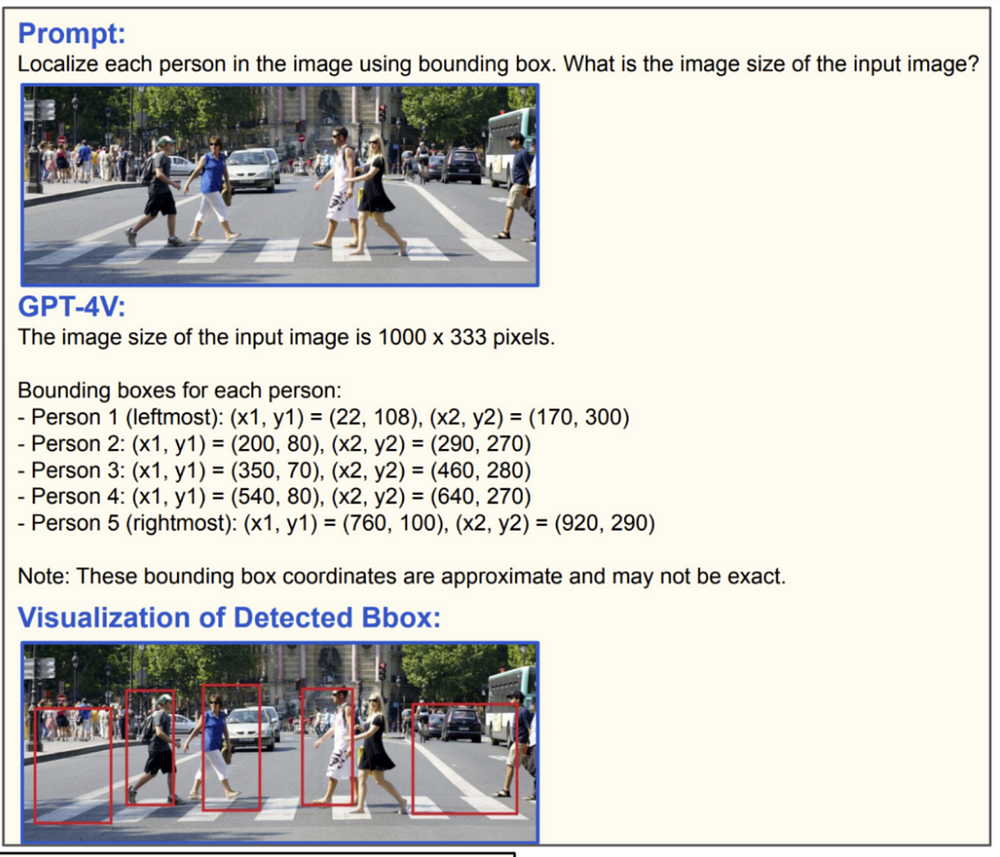 Prompt:
Localize each person in the image using bounding box. What is the image size of the input image?
GPT-4V:
The image size of the input image is 1000 x 333 pixels.
Bounding boxes for each person:
- Person 1 (leftmost): (x1, y1) = (22, 108), (x2, y2) = (170, 300)
- Person 2: (x1, y1) = (200, 80), (x2, y2) = (290, 270)
- Person 3: (x1, y1) = (350, 70), (x2, y2) = (460, 280)
- Person 4: (x1, y1) = (540, 80), (x2, y2) = (640, 270)
- Person 5 (rightmost): (x1, y1) = (760, 100), (x2, y2) = (920, 290)
Note: These bounding box coordinates are approximate and may not be exact.
Visualization of Detected Bbox: